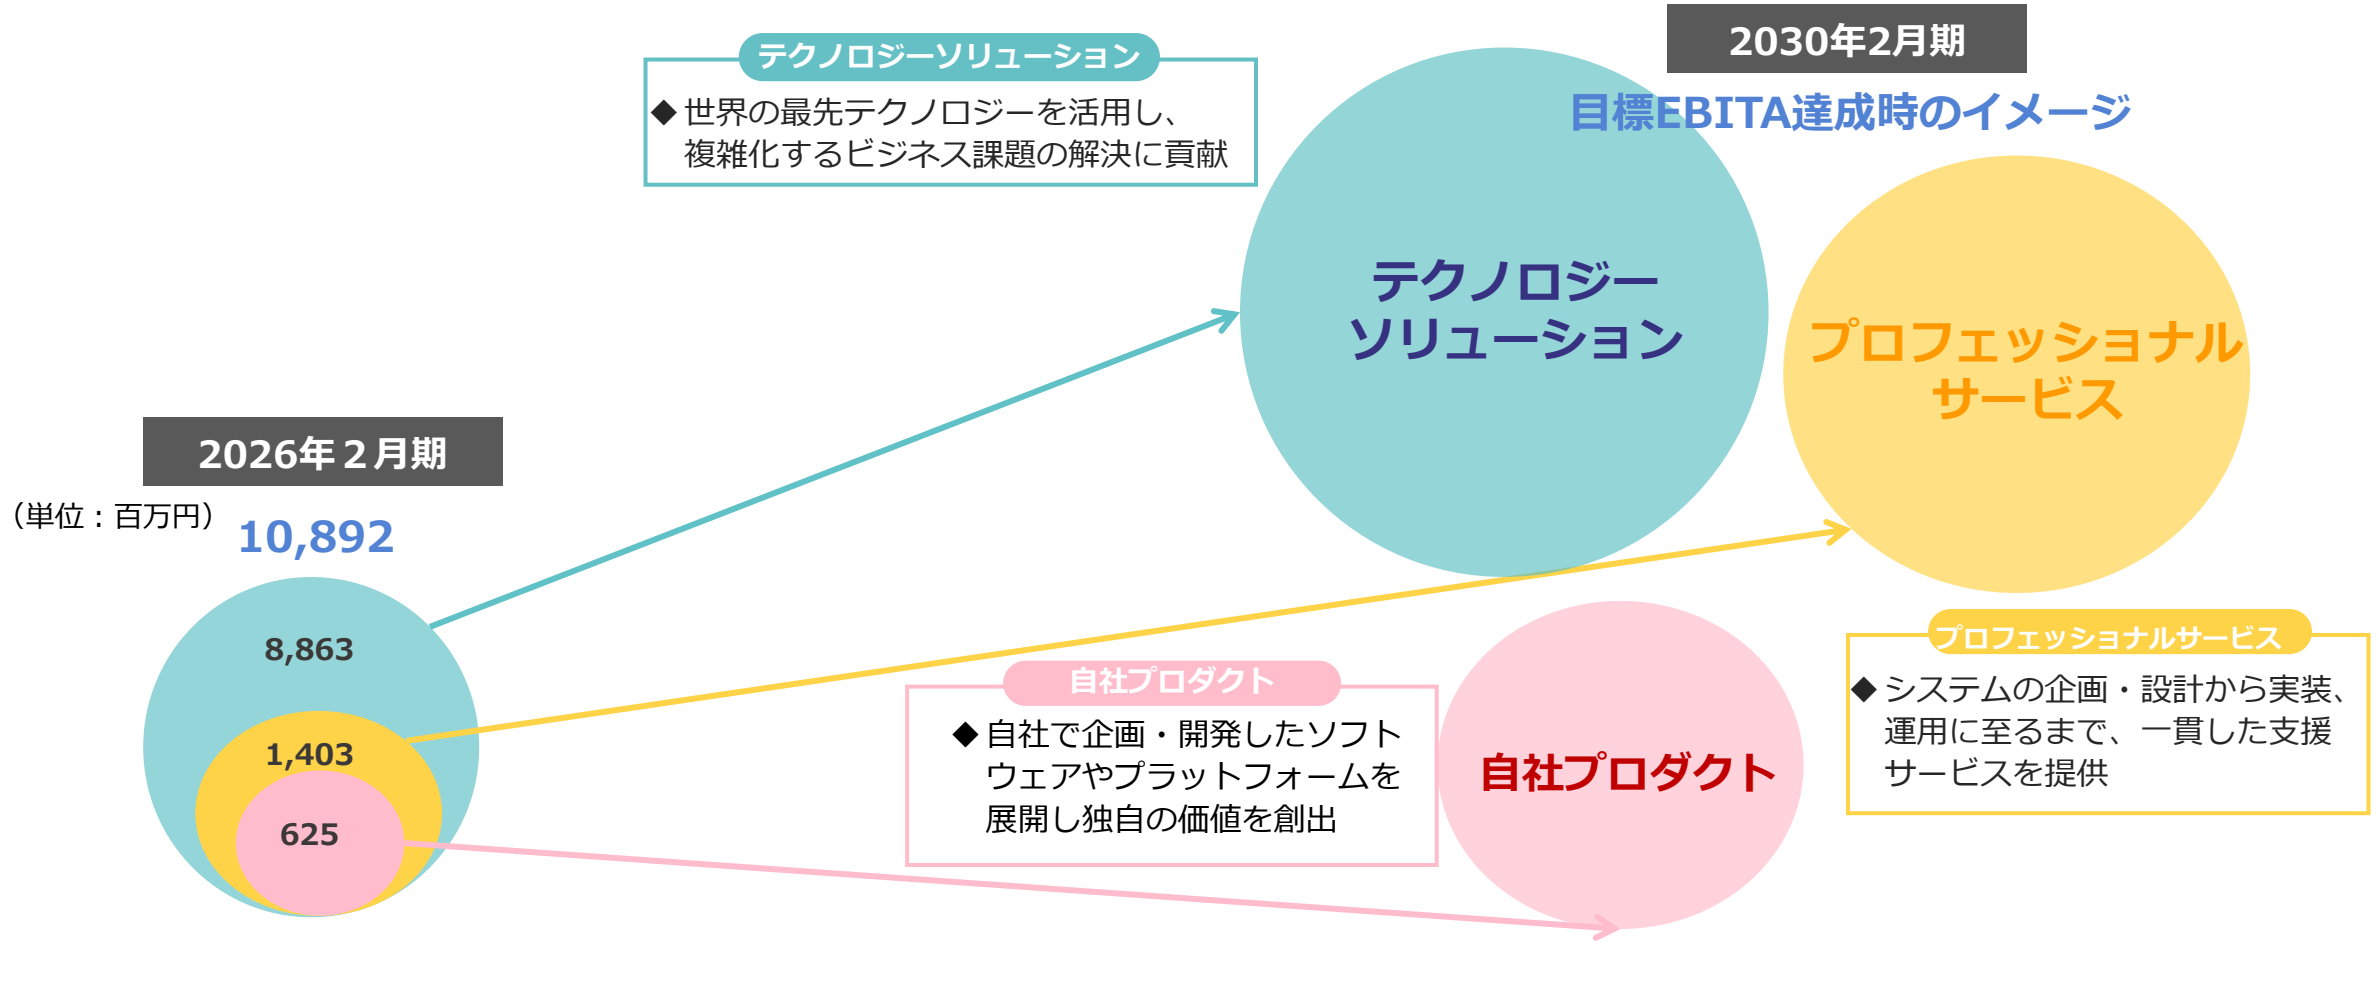 2030年2月期
目標EBITA達成時のイメージ
テクノロジーソリューション
◆ 世界の最先テクノロジーを活用し、
複雑化するビジネス課題の解決に貢献
テクノロジー
ソリューション
プロフェッショナル
サービス
2026年２月期
（単位：百万円）
10,892
8,863
1,403
625
自社プロダクト
◆ 自社で企画・開発したソフト
ウェアやプラットフォームを
展開し独自の価値を創出
自社プロダクト
プロフェッショナルサービス
◆ システムの企画・設計から実装、
運用に至るまで、一貫した支援
サービスを提供